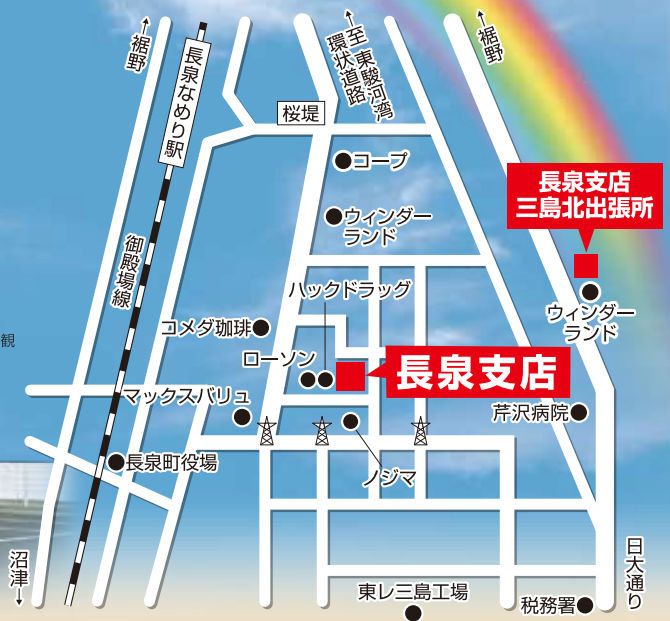 裾野
長泉なめり駅
御殿場線
至 東駿河湾
環状道路
裾野
桜堤
コープ
ウィンダー
ランド
長泉支店
三島北出張所
ウィンダー
ランド
ハックドラッグ
コメダ珈琲
ローソン
長泉支店
マックスバリュ
芹沢病院
長泉町役場
ノジマ
観
沼津
日大通り
東レ三島工場
税務署